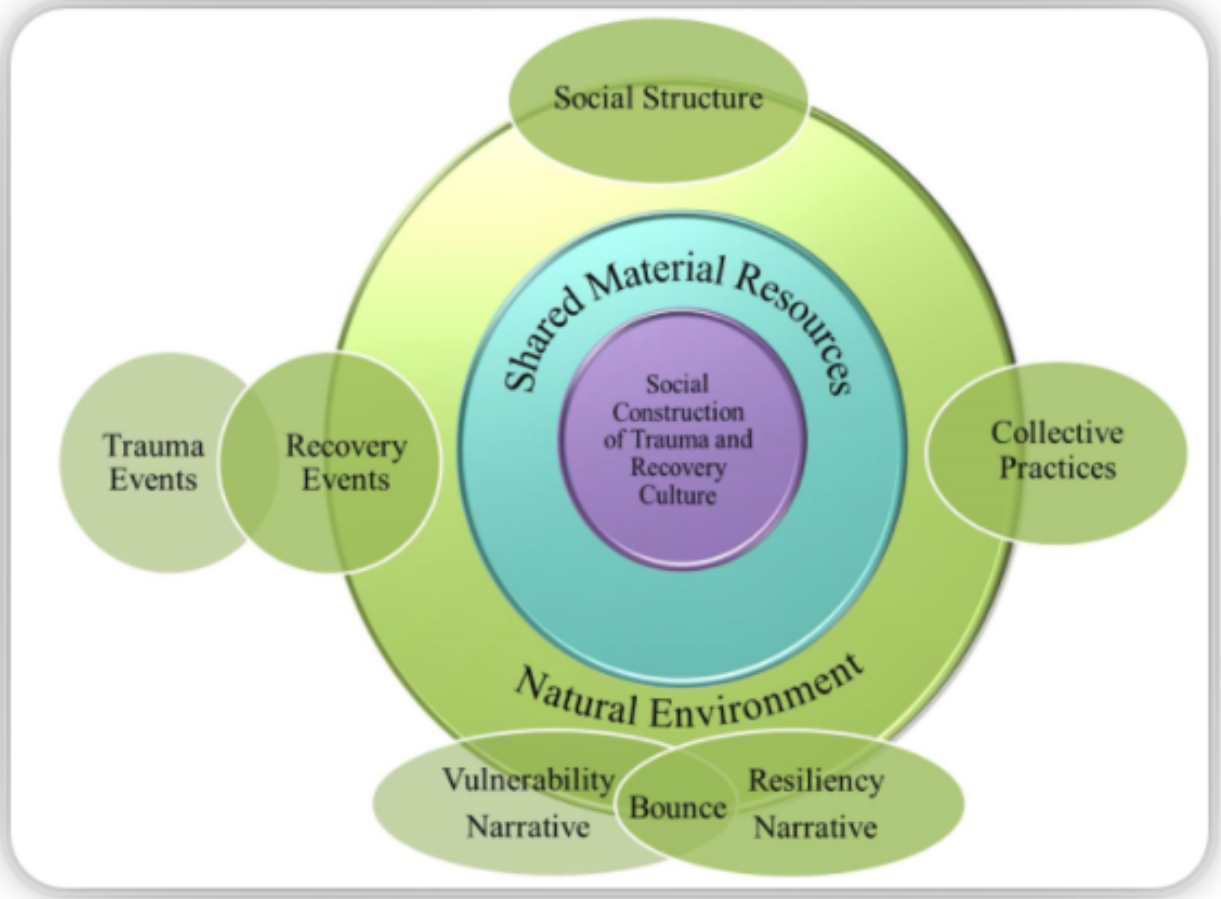 Social Structure
Shared Material Resources
Social
Construction
of Trauma and
Recovery
Culture
Trauma
Events
Recovery
Events
Collective
Practices
Natural Environment
Vulnerability
Narrative
Bounce
Resiliency
Narrative